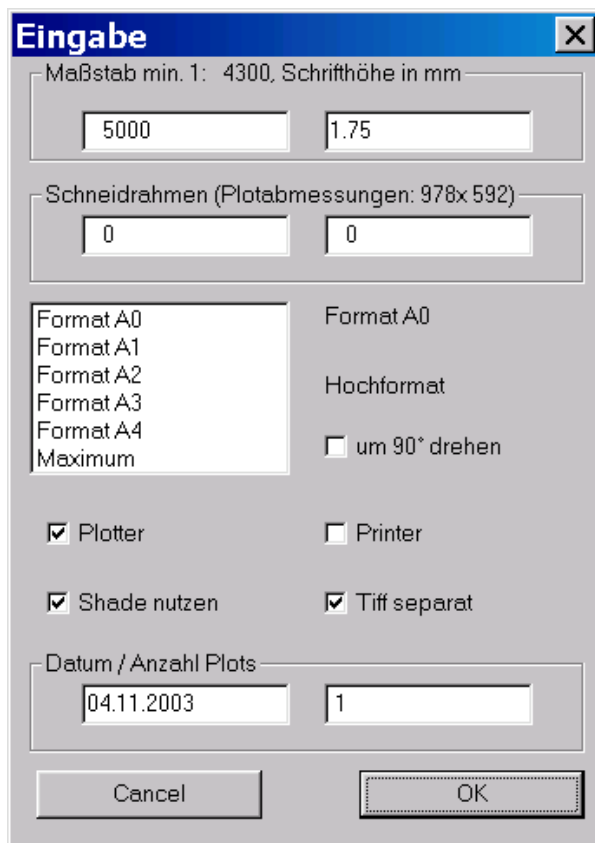 Eingabe
Maßstab min. 1:   4300, Schrifthöhe in mm
5000 1.75
Schneidrahmen (Plotabmessungen: 978x 592)
0 0
Format A0
Format A1
Format A2
Format A3
Format A4
Maximum
Format A0
Hochformat
um 90° drehen
Plotter Printer
Shade nutzen Tiff separat
Datum / Anzahl Plots
04.11.2003 1
Cancel OK